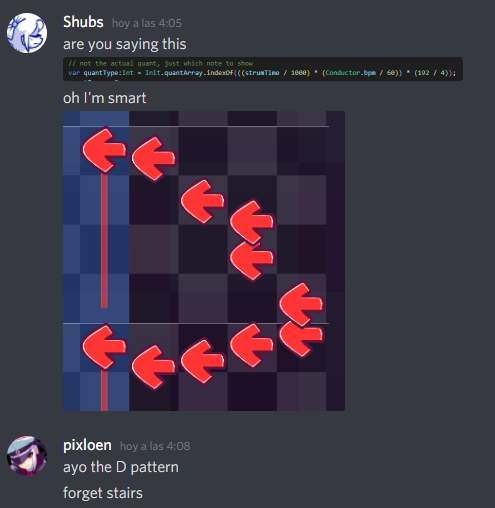 Shubs hoy a las 4:05
are you saying this
// not the actual quant, just which note to show
var quantType:Int = Init.quantArray.indexOf(((strumTime / 1000) * (Conductor.bpm / 60)) * (192 / 4));
oh I'm smart
pixloen hoy a las 4:08
ayo the D pattern
forget stairs